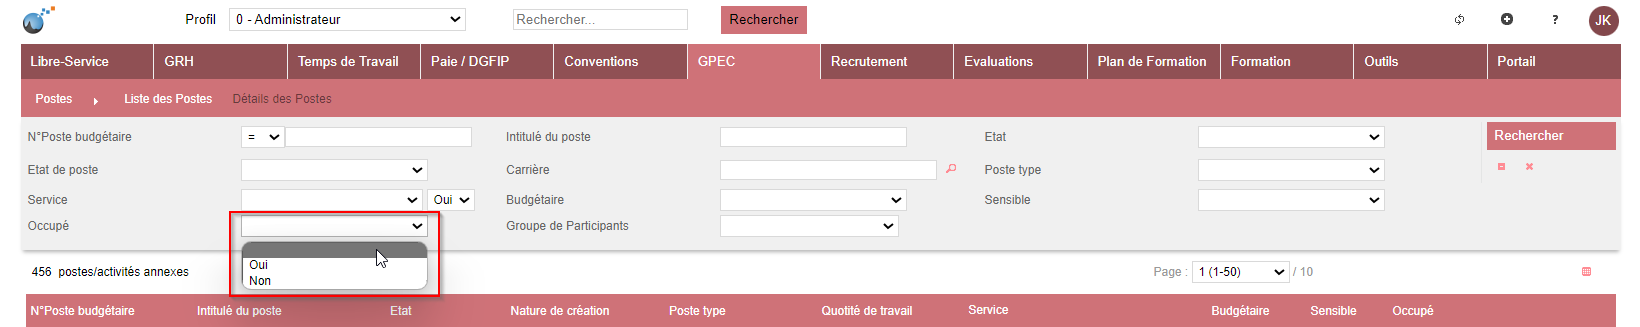 Profil 0 - Administrateur Rechercher... Rechercher ? JK
Libre-Service GRH Temps de Travail Paie / DGFIP Conventions GPEC Recrutement Evaluations Plan de Formation Formation Outils Portail
Postes Liste des Postes Détails des Postes
N°Poste budgétaire = Intitulé du poste Etat Rechercher
Etat de poste Carrière Poste type
Service Oui Budgétaire Sensible
Occupé Groupe de Participants
Oui
Non
456 postes/activités annexes Page : 1 (1-50) / 10
N°Poste budgétaire Intitulé du poste Etat Nature de création Poste type Quotité de travail Service Budgétaire Sensible Occupé